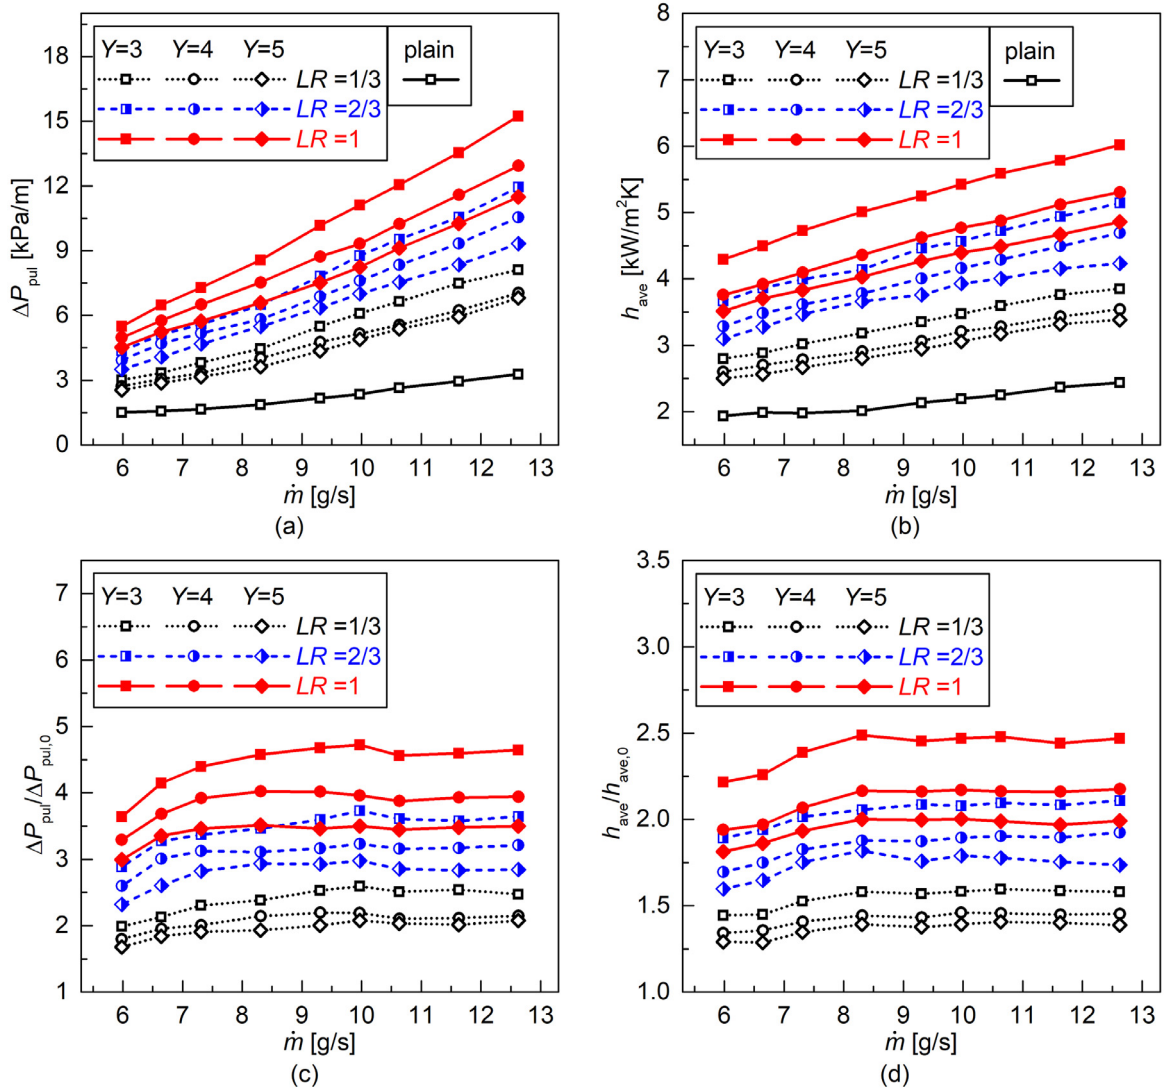 18
15
12
9
6
3
0
ΔP_pul [kPa/m]
Y=3 Y=4 Y=5
LR =1/3
LR =2/3
LR =1
plain
6 7 8 9 10 11 12 13
ṁ [g/s]
(a)
8
7
6
5
4
3
2
h_ave [kW/m²K]
Y=3 Y=4 Y=5
LR =1/3
LR =2/3
LR =1
plain
6 7 8 9 10 11 12 13
ṁ [g/s]
(b)
7
6
5
4
3
2
1
ΔP_pul/ΔP_pul,0
Y=3 Y=4 Y=5
LR =1/3
LR =2/3
LR =1
6 7 8 9 10 11 12 13
ṁ [g/s]
(c)
3.5
3.0
2.5
2.0
1.5
1.0
h_ave/h_ave,0
Y=3 Y=4 Y=5
LR =1/3
LR =2/3
LR =1
6 7 8 9 10 11 12 13
ṁ [g/s]
(d)